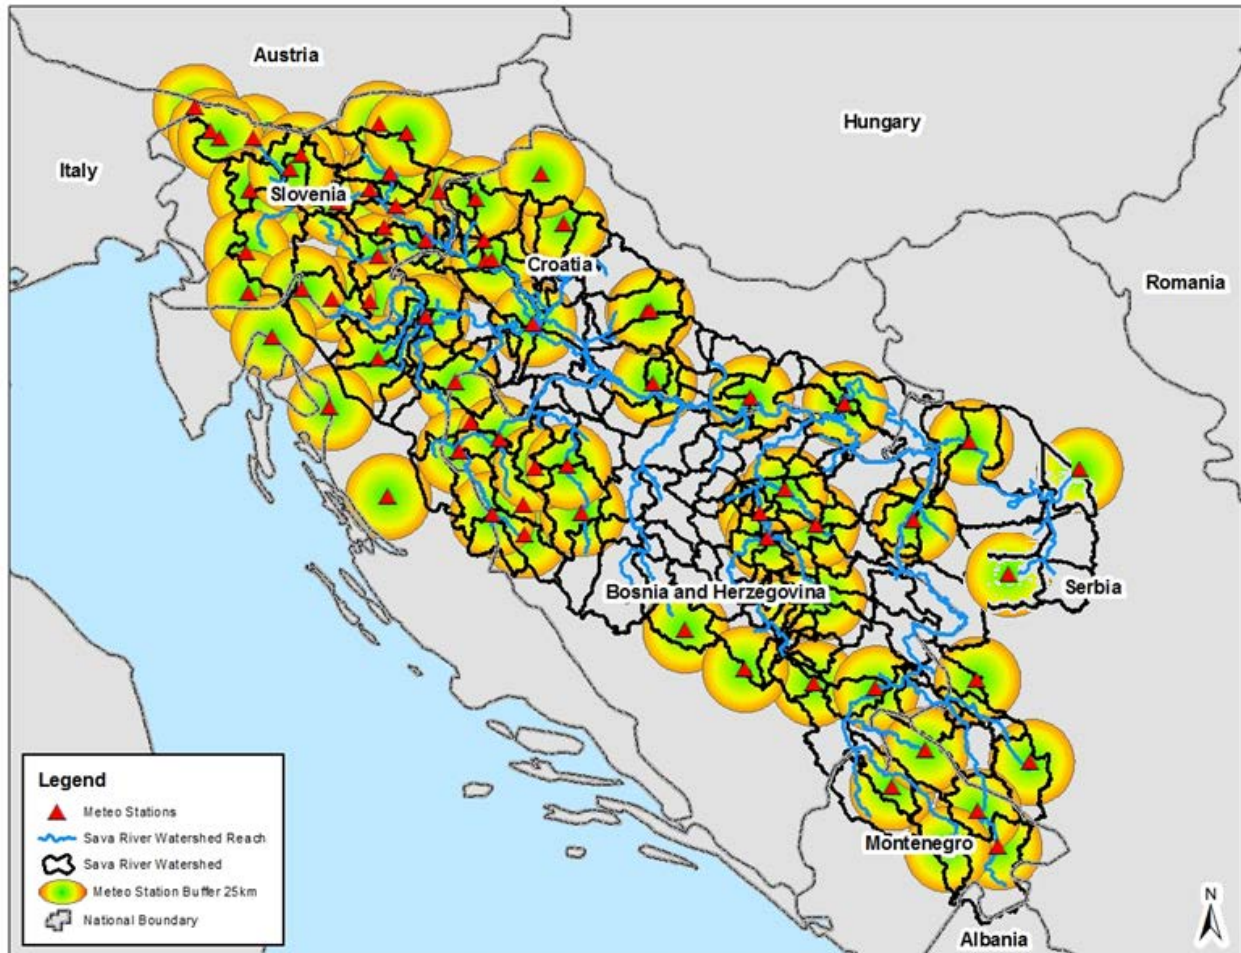 Austria
Hungary
Italy
Slovenia
Croatia
Romania
Bosnia and Herzegovina
Serbia
Montenegro
Albania
N
Legend
Meteo Stations
Sava River Watershed Reach
Sava River Watershed
Meteo Station Buffer 25km
National Boundary